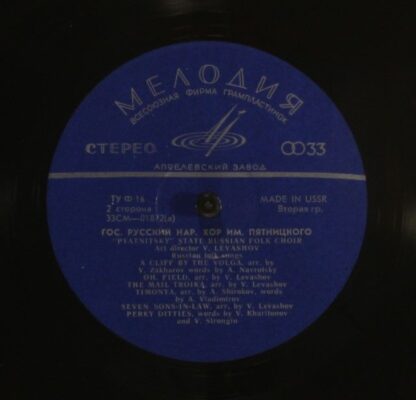 МЕЛОДИЯ
ВСЕСОЮЗНАЯ ФИРМА ГРАМПЛАСТИНОК
СТЕРЕО
33
АПРЕЛЕВСКИЙ ЗАВОД
ТУ Ф 16
MADE IN USSR
2 сторона
Вторая гр.
33СМ—01872(а)
ГОС. РУССКИЙ НАР. ХОР ИМ. ПЯТНИЦКОГО
"PIATNITSKY" STATE RUSSIAN FOLK CHOIR
Art director V. LEVASHOV
Russian folk songs
A CLIFF BY THE VOLGA, arr. by
V. Zakharov words by A. Navrotsky
OH, FIELD, arr. by V. Levashov
THE MAIL TROIKA, arr. by V. Levashov
TIMONYA, arr. by A. Shirokov, words
by A. Vladimirov
SEVEN SONS-IN-LAW, arr. by V. Levashov
PERKY DITTIES, words by V. Kharitonov
and V. Strongin